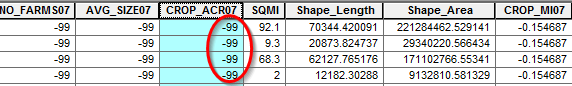 NO_FARMS07 AVG_SIZE07 CROP_ACR07 SQMI Shape_Length Shape_Area CROP_MI07
-99 -99 -99 92.1 70344.420091 221284462.529141 -0.154687
-99 -99 -99 9.3 20873.824737 29340220.566434 -0.154687
-99 -99 -99 68.3 62127.765176 171102766.55341 -0.154687
-99 -99 -99 2 12182.30288 9132810.581329 -0.154687